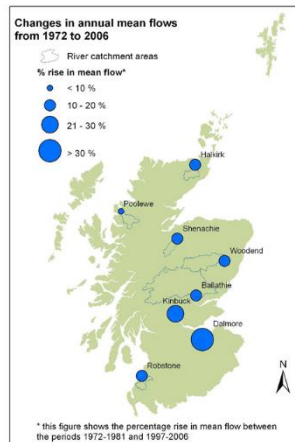 Changes in annual mean flows
from 1972 to 2006
River catchment areas
% rise in mean flow*
< 10 %
10 - 20 %
21 - 30 %
> 30 %
Halkirk
Poolewe
Shenachie
Woodend
Ballathie
Kinbuck
Dalmore
Robstone
N
* this figure shows the percentage rise in mean flow between
the periods 1972-1981 and 1997-2006